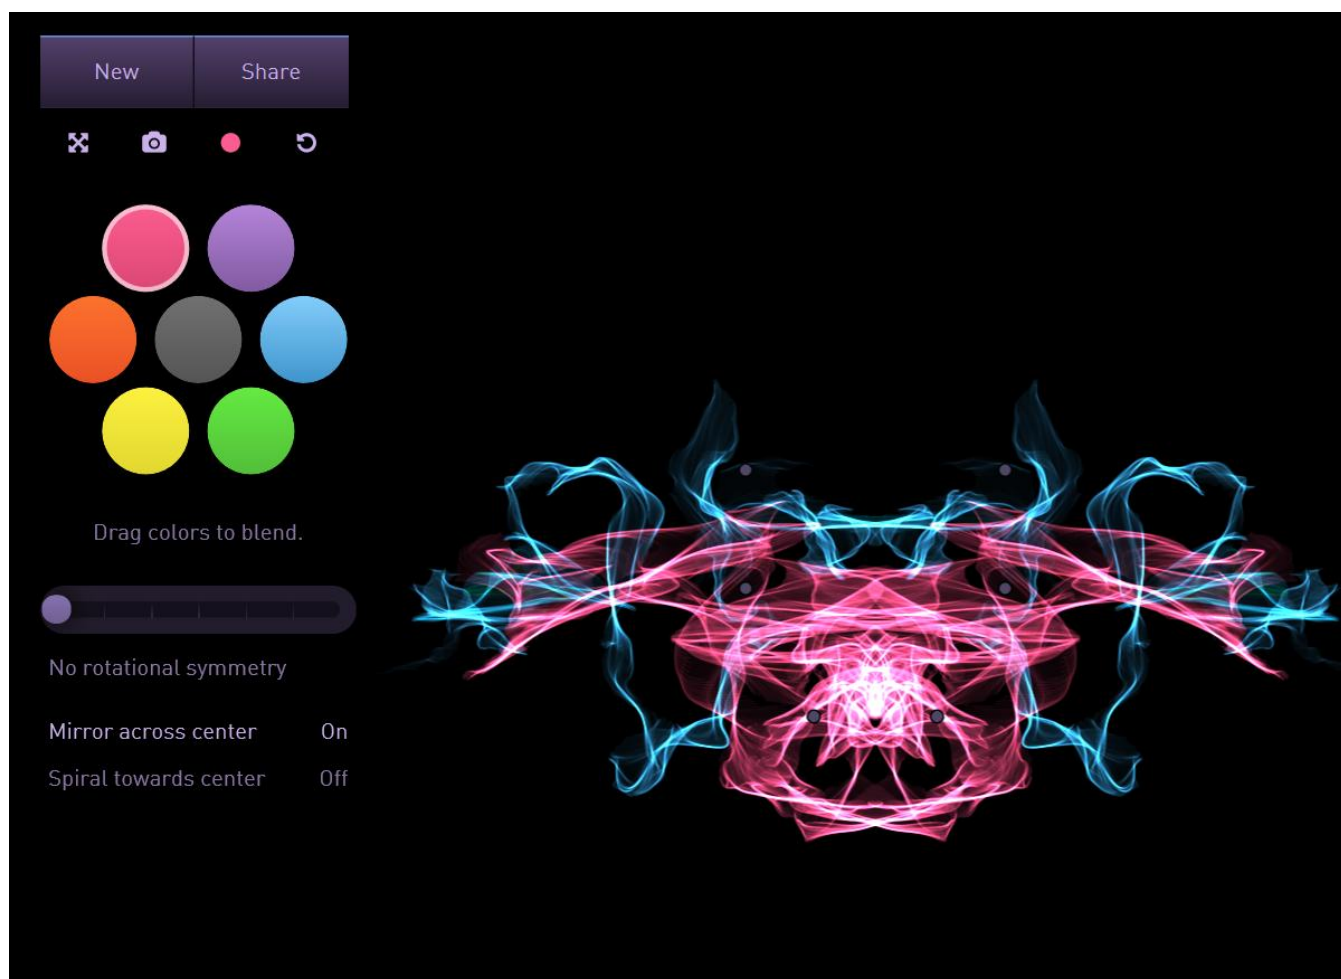 New
Share
Drag colors to blend.
No rotational symmetry
Mirror across center On
Spiral towards center Off